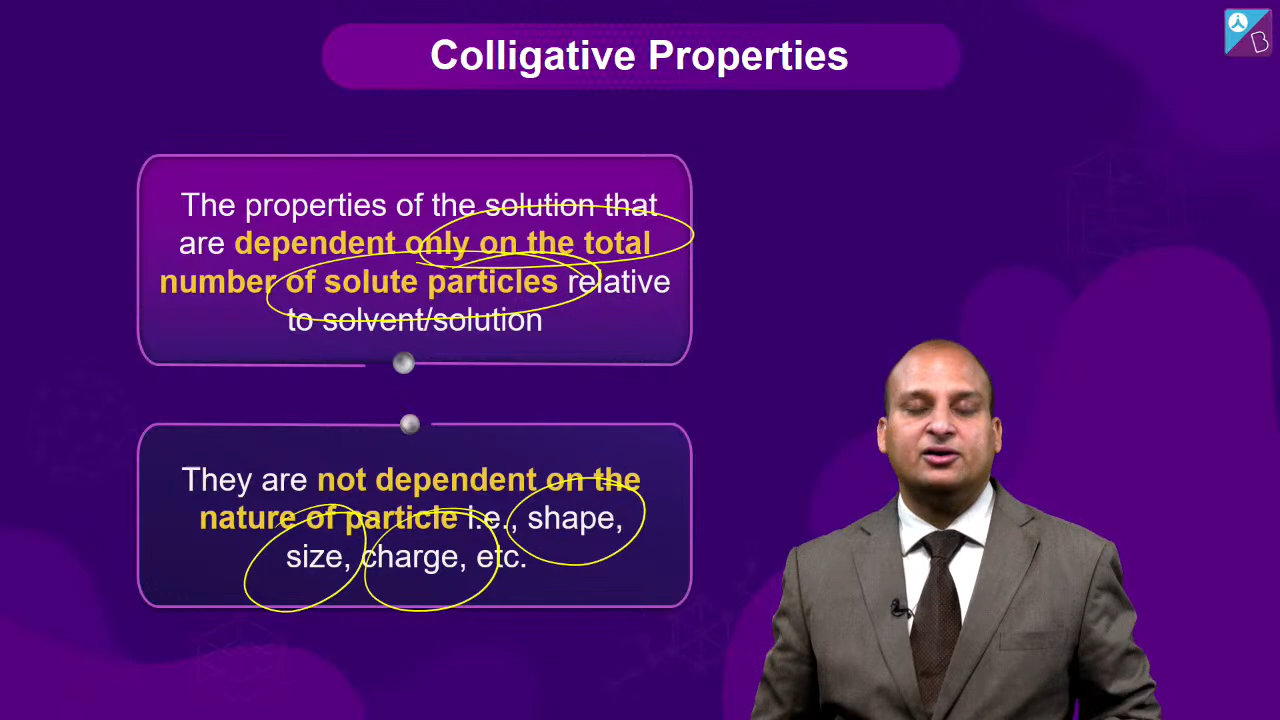 Colligative Properties
The properties of the solution that
are dependent only on the total
number of solute particles relative
to solvent/solution
They are not dependent on the
nature of particle i.e., shape,
size, charge, etc.
B